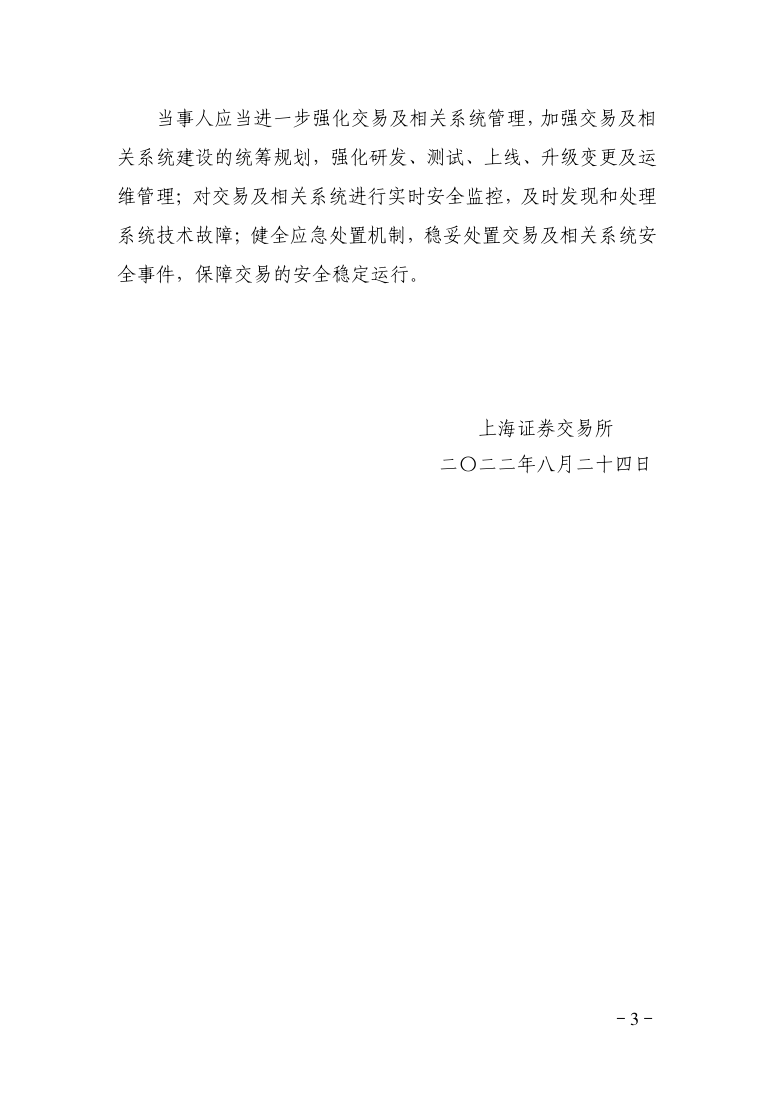 当事人应当进一步强化交易及相关系统管理，加强交易及相
关系统建设的统筹规划，强化研发、测试、上线、升级变更及运
维管理；对交易及相关系统进行实时安全监控，及时发现和处理
系统技术故障；健全应急处置机制，稳妥处置交易及相关系统安
全事件，保障交易的安全稳定运行。
上海证券交易所
二〇二二年八月二十四日
- 3 -